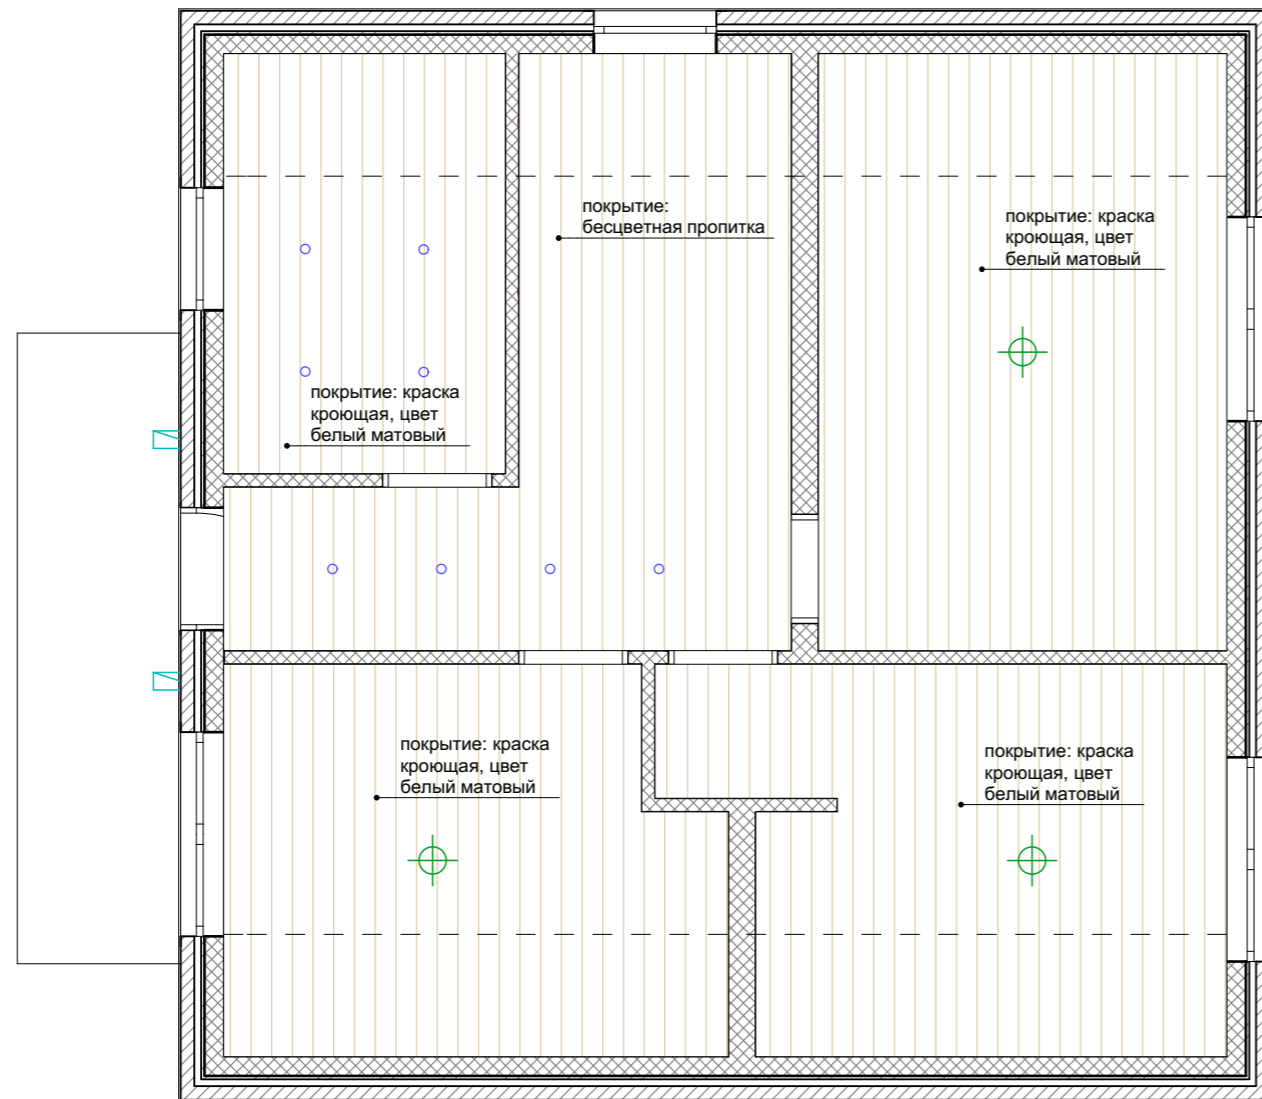 покрытие:
бесцветная пропитка
покрытие: краска
кроющая, цвет
белый матовый
покрытие: краска
кроющая, цвет
белый матовый
покрытие: краска
кроющая, цвет
белый матовый
покрытие: краска
кроющая, цвет
белый матовый